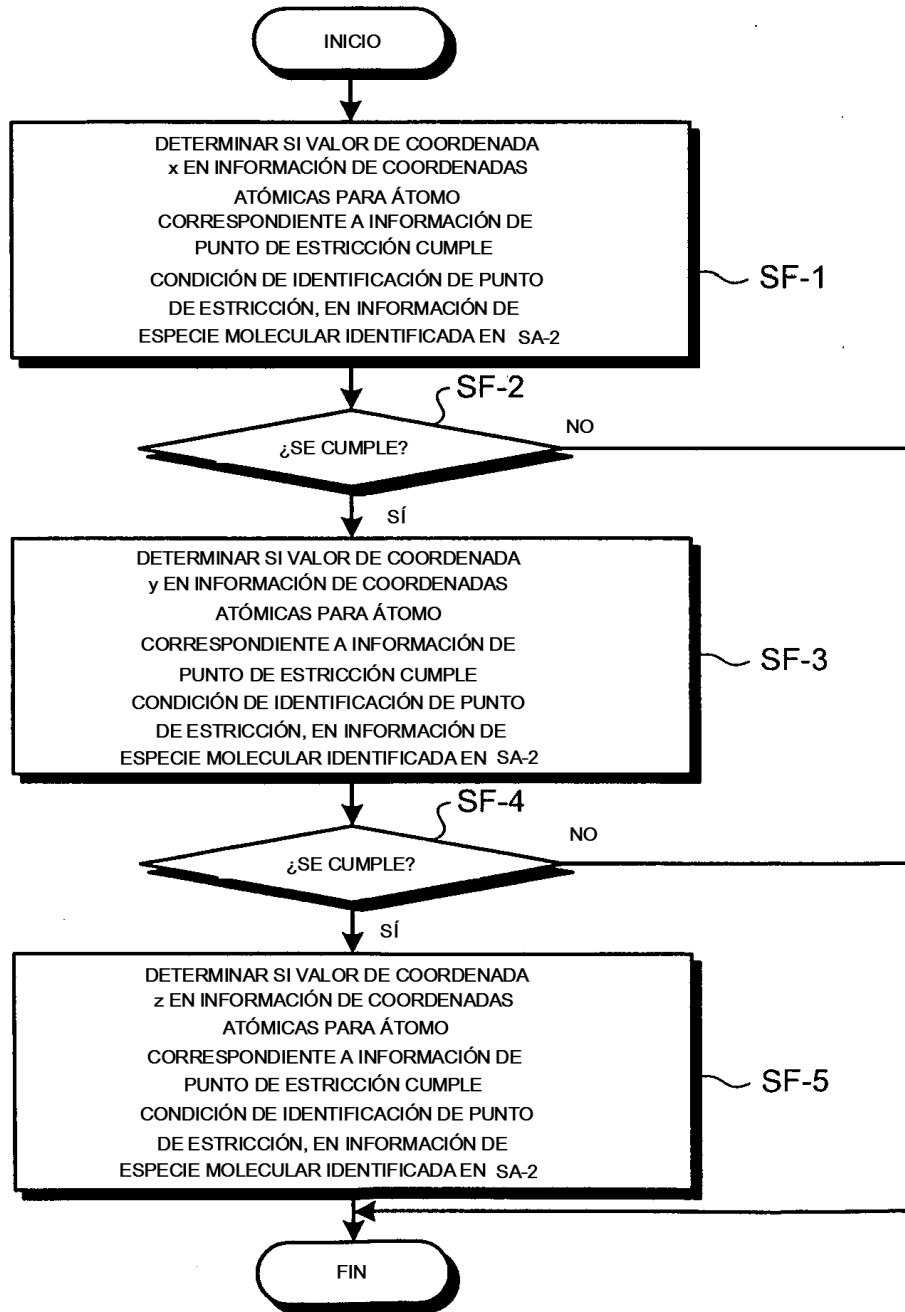 INICIO
DETERMINAR SI VALOR DE COORDENADA
x EN INFORMACIÓN DE COORDENADAS
ATÓMICAS PARA ÁTOMO
CORRESPONDIENTE A INFORMACIÓN DE
PUNTO DE ESTRICCIÓN CUMPLE
CONDICIÓN DE IDENTIFICACIÓN DE PUNTO
DE ESTRICCIÓN, EN INFORMACIÓN DE
ESPECIE MOLECULAR IDENTIFICADA EN SA-2
SF-1
SF-2
¿SE CUMPLE?
NO
SÍ
DETERMINAR SI VALOR DE COORDENADA
y EN INFORMACIÓN DE COORDENADAS
ATÓMICAS PARA ÁTOMO
CORRESPONDIENTE A INFORMACIÓN DE
PUNTO DE ESTRICCIÓN CUMPLE
CONDICIÓN DE IDENTIFICACIÓN DE PUNTO
DE ESTRICCIÓN, EN INFORMACIÓN DE
ESPECIE MOLECULAR IDENTIFICADA EN SA-2
SF-3
SF-4
¿SE CUMPLE?
NO
SÍ
DETERMINAR SI VALOR DE COORDENADA
z EN INFORMACIÓN DE COORDENADAS
ATÓMICAS PARA ÁTOMO
CORRESPONDIENTE A INFORMACIÓN DE
PUNTO DE ESTRICCIÓN CUMPLE
CONDICIÓN DE IDENTIFICACIÓN DE PUNTO
DE ESTRICCIÓN, EN INFORMACIÓN DE
ESPECIE MOLECULAR IDENTIFICADA EN SA-2
SF-5
FIN